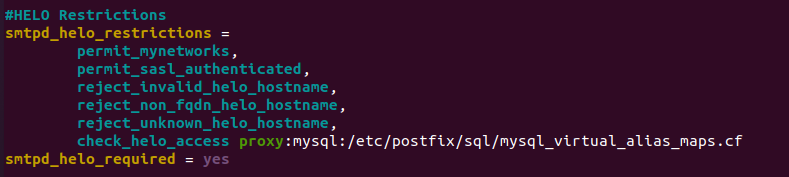 #HELO Restrictions
smtpd_helo_restrictions =
permit_mynetworks,
permit_sasl_authenticated,
reject_invalid_helo_hostname,
reject_non_fqdn_helo_hostname,
reject_unknown_helo_hostname,
check_helo_access proxy:mysql:/etc/postfix/sql/mysql_virtual_alias_maps.cf
smtpd_helo_required = yes